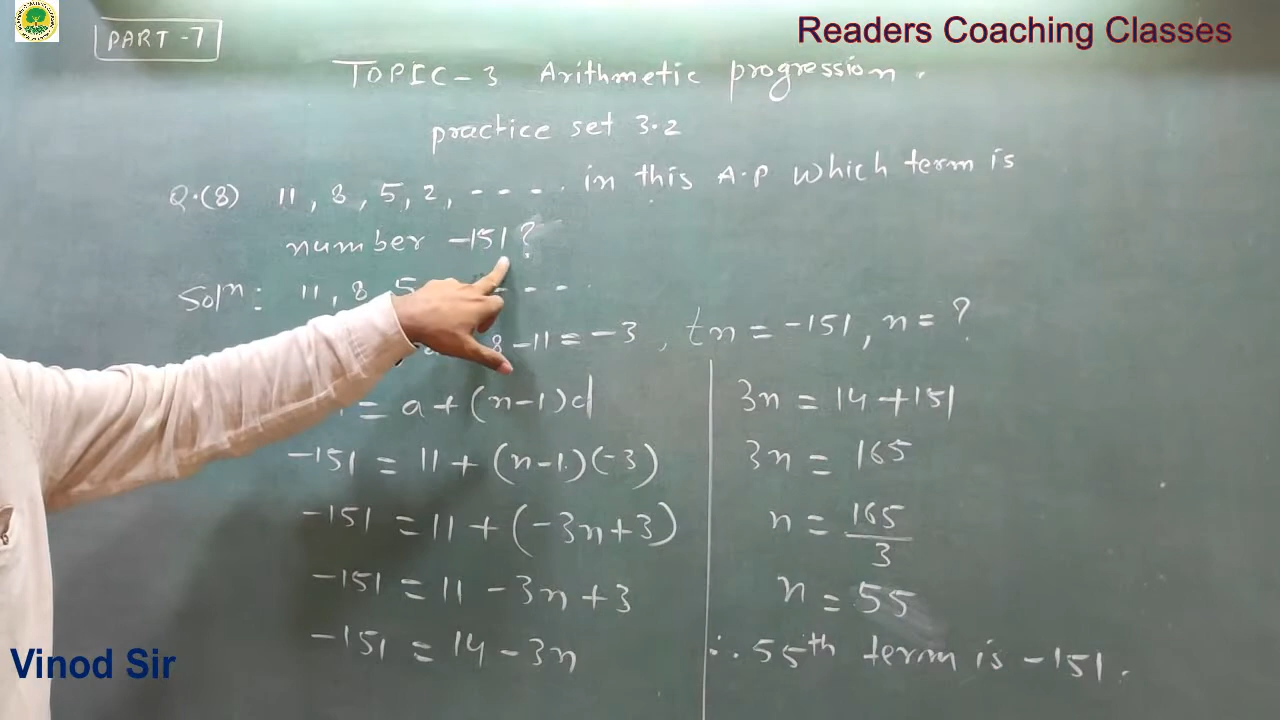 PART-7
Readers Coaching Classes
TOPIC-3 Arithmetic progression.
practice set 3.2
Q.(8) 11, 8, 5, 2, ---- in this A.P which term is
number -151?
Solⁿ: 11, 8, 5 ---
8-11=-3, tn=-151, n=?
= a+(n-1)d
-151 = 11+(n-1)(-3)
-151 = 11+(-3n+3)
-151 = 11-3n+3
-151 = 14-3n
3n = 14+151
3n = 165
n = 165/3
n = 55
∴ 55th term is -151.
Vinod Sir